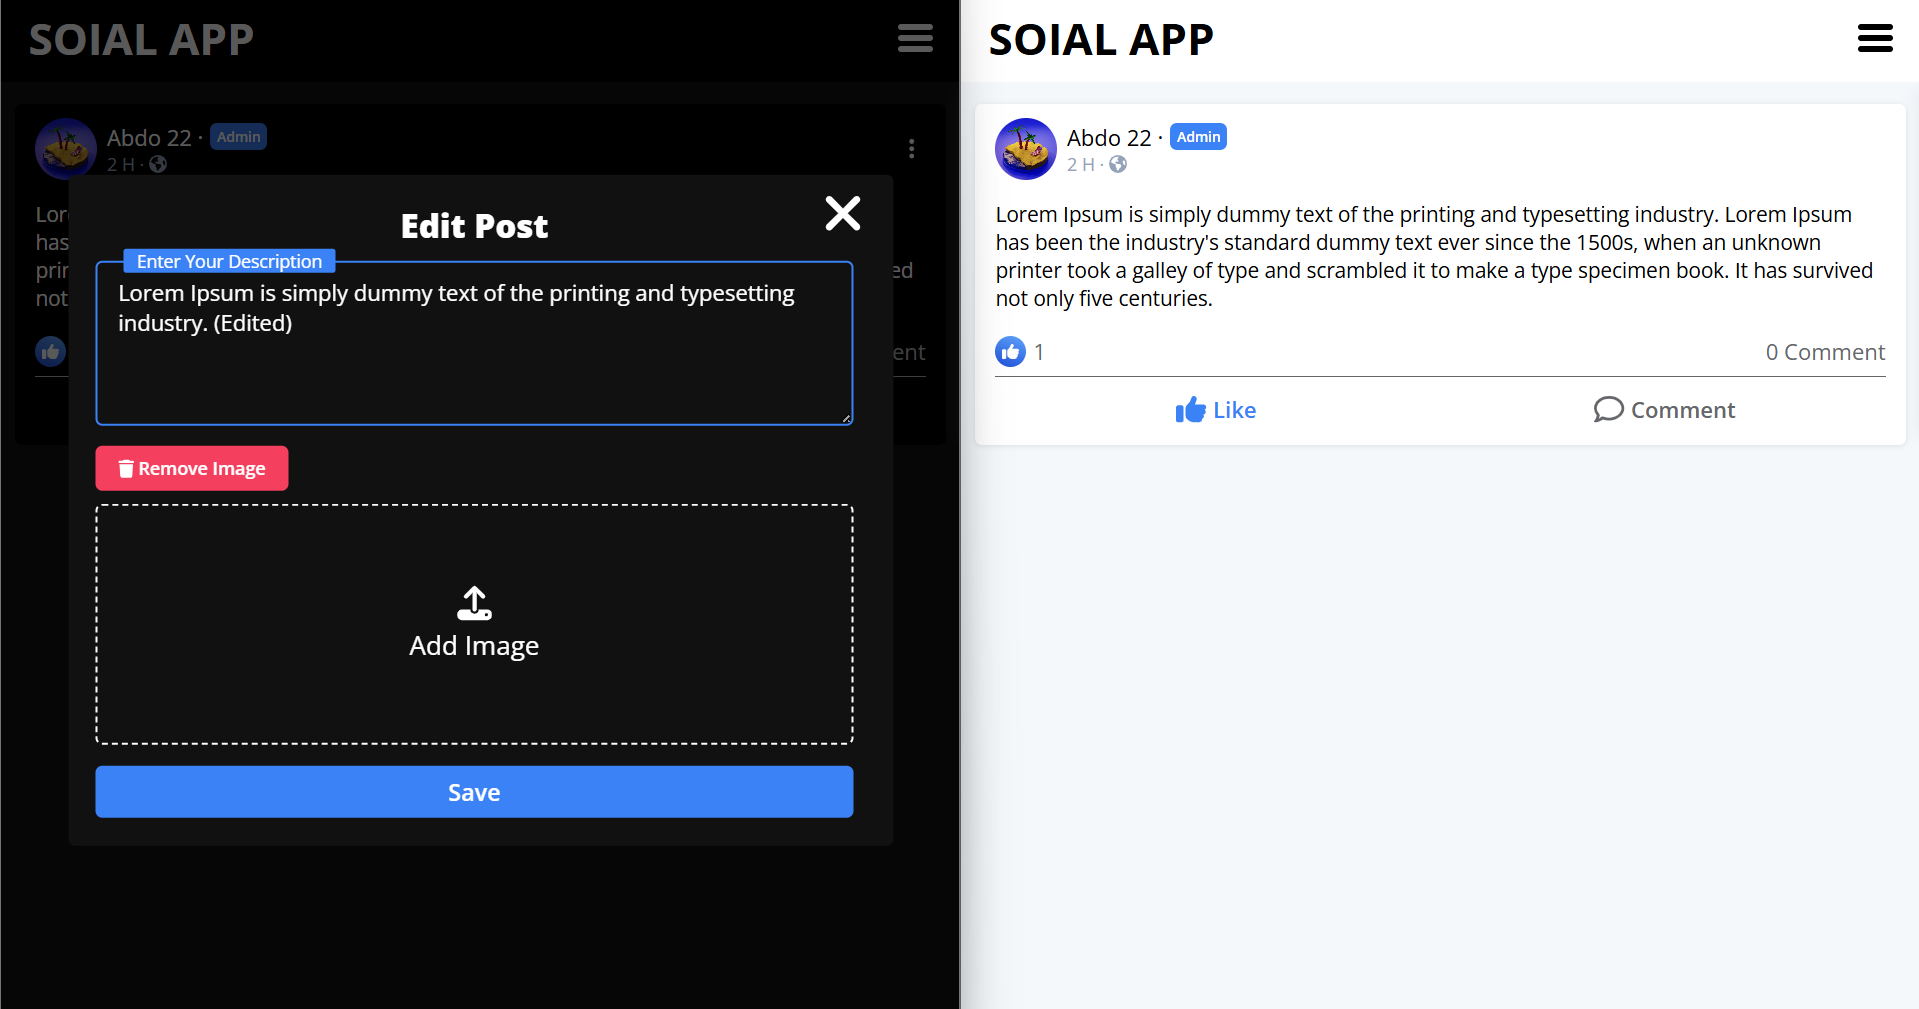 SOIAL APP
Abdo 22 · Admin
2 H ·
Lor
has
prin
not
ed
ent
Edit Post
Enter Your Description
Lorem Ipsum is simply dummy text of the printing and typesetting
industry. (Edited)
Remove Image
Add Image
Save
SOIAL APP
Abdo 22 · Admin
2 H ·
Lorem Ipsum is simply dummy text of the printing and typesetting industry. Lorem Ipsum
has been the industry's standard dummy text ever since the 1500s, when an unknown
printer took a galley of type and scrambled it to make a type specimen book. It has survived
not only five centuries.
1
0 Comment
Like
Comment